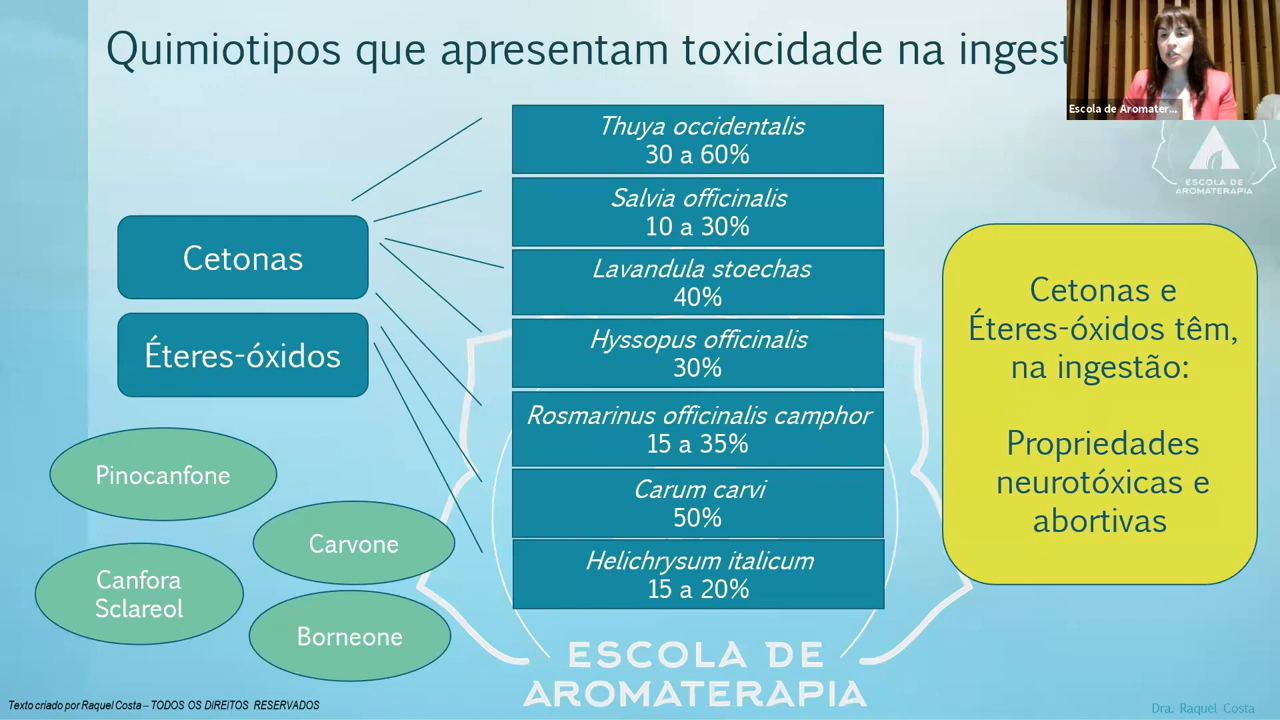 Quimiotipos que apresentam toxicidade na ingest
Escola de Aromater...
ESCOLA DE
AROMATERAPIA
Thuya occidentalis
30 a 60%
Salvia officinalis
10 a 30%
Lavandula stoechas
40%
Hyssopus officinalis
30%
Rosmarinus officinalis camphor
15 a 35%
Carum carvi
50%
Helichrysum italicum
15 a 20%
Cetonas
Éteres-óxidos
Pinocanfone
Carvone
Canfora
Sclareol
Borneone
Cetonas e
Éteres-óxidos têm,
na ingestão:
Propriedades
neurotóxicas e
abortivas
ESCOLA DE
AROMATERAPIA
Texto criado por Raquel Costa – TODOS OS DIREITOS RESERVADOS
Dra. Raquel Costa